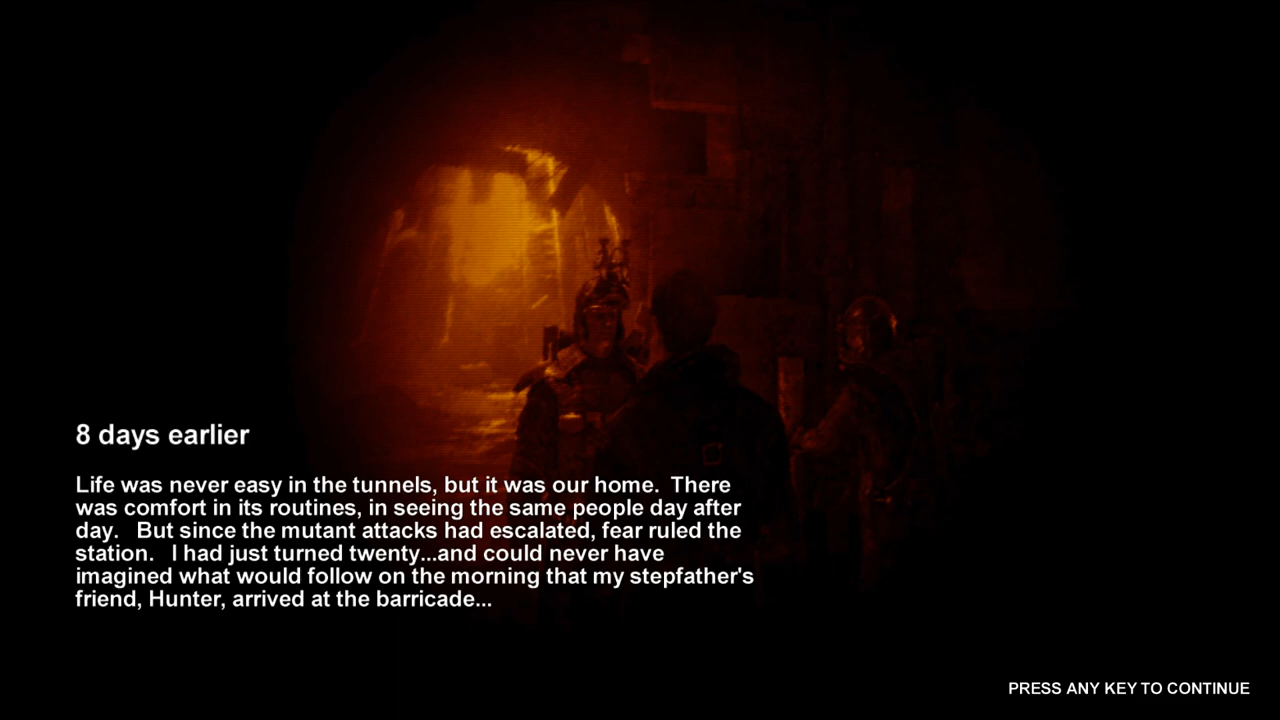 8 days earlier
Life was never easy in the tunnels, but it was our home.  There
was comfort in its routines, in seeing the same people day after
day.   But since the mutant attacks had escalated, fear ruled the
station.   I had just turned twenty...and could never have
imagined what would follow on the morning that my stepfather's
friend, Hunter, arrived at the barricade...
PRESS ANY KEY TO CONTINUE